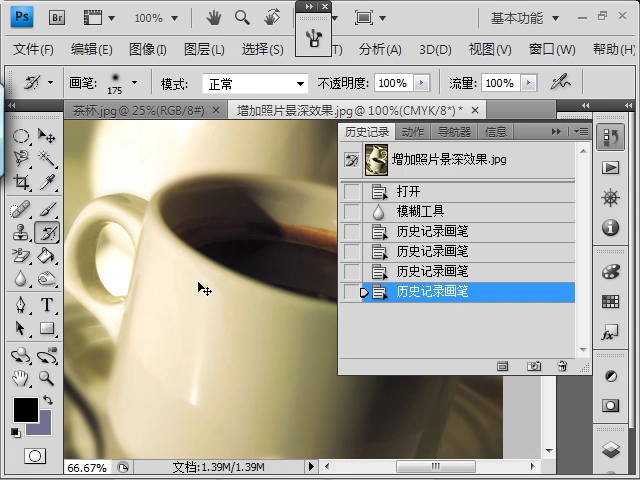 Ps Br 100% 基本功能
文件(F) 编辑(E) 图像(I) 图层(L) 选择(S) T) 分析(A) 3D(D) 视图(V) 窗口(W) 帮助(H)
画笔: 175 模式: 正常 不透明度: 100% 流量: 100%
茶杯.jpg @ 25%(RGB/8#) 增加照片景深效果.jpg @ 100%(CMYK/8*) *
历史记录 动作 导航器 信息
增加照片景深效果.jpg
打开
模糊工具
历史记录画笔
历史记录画笔
历史记录画笔
历史记录画笔
66.67% 文档:1.39M/1.39M